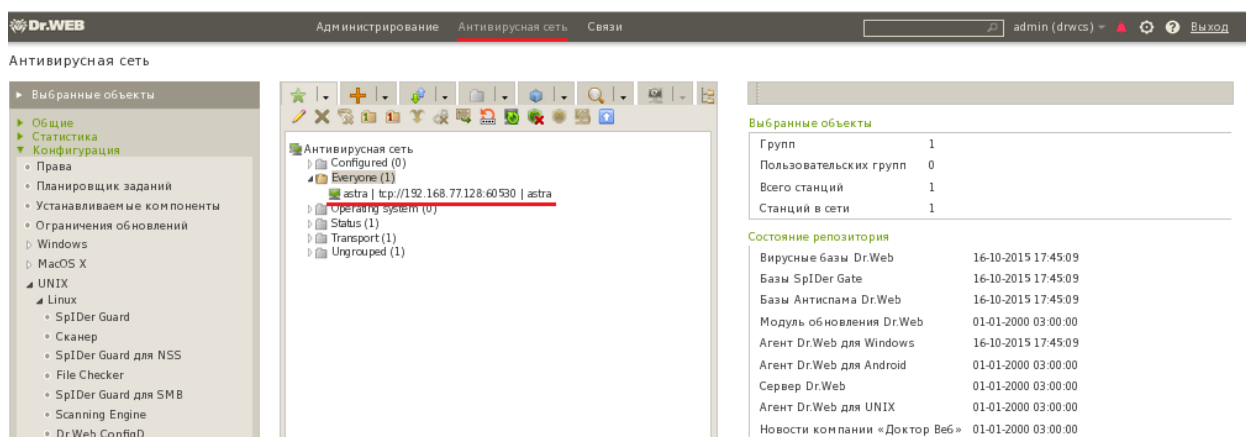 Dr.WEB
Администрирование Антивирусная сеть Связи
admin (drwcs) Выход
Антивирусная сеть
Выбранные объекты
Общие
Статистика
Конфигурация
Права
Планировщик заданий
Устанавливаемые компоненты
Ограничения обновлений
Windows
MacOS X
UNIX
Linux
SpIDer Guard
Сканер
SpIDer Guard для NSS
File Checker
SpIDer Guard для SMB
Scanning Engine
Dr.Web ConfigD
Антивирусная сеть
Configured (0)
Everyone (1)
astra | tcp://192.168.77.128:60530 | astra
Operating system (0)
Status (1)
Transport (1)
Ungrouped (1)
Выбранные объекты
Групп 1
Пользовательских групп 0
Всего станций 1
Станций в сети 1
Состояние репозитория
Вирусные базы Dr.Web 16-10-2015 17:45:09
Базы SpIDer Gate 16-10-2015 17:45:09
Базы Антиспама Dr.Web 16-10-2015 17:45:09
Модуль обновления Dr.Web 01-01-2000 03:00:00
Агент Dr.Web для Windows 16-10-2015 17:45:09
Агент Dr.Web для Android 01-01-2000 03:00:00
Сервер Dr.Web 01-01-2000 03:00:00
Агент Dr.Web для UNIX 01-01-2000 03:00:00
Новости компании «Доктор Веб» 01-01-2000 03:00:00